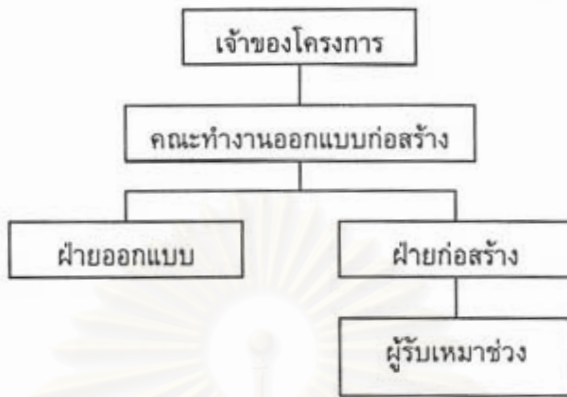 เจ้าของโครงการ
คณะทำงานออกแบบก่อสร้าง
ฝ่ายออกแบบ
ฝ่ายก่อสร้าง
ผู้รับเหมาช่วง